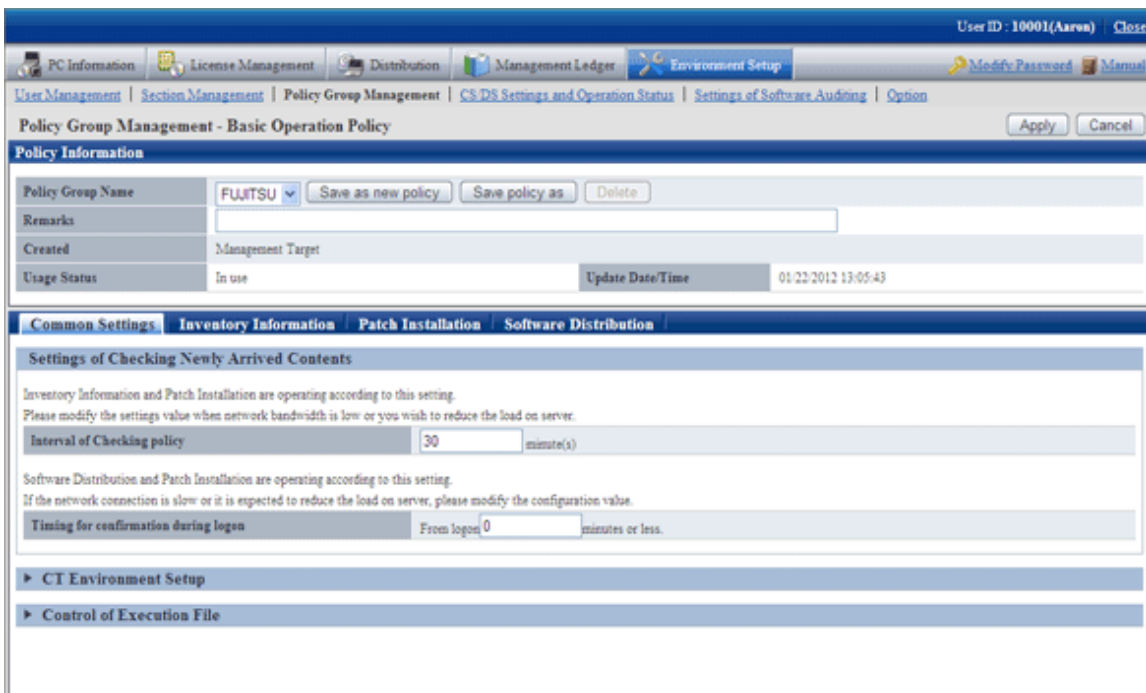 User ID : 10001(Aaron) Close
PC Information License Management Distribution Management Ledger Environment Setup Modify Password Manual
User Management | Section Management | Policy Group Management | CS/DS Settings and Operation Status | Settings of Software Auditing | Option
Policy Group Management - Basic Operation Policy Apply Cancel
Policy Information
Policy Group Name FUJITSU Save as new policy Save policy as Delete
Remarks
Created Management Target
Usage Status In use Update Date/Time 01/22/2012 13:05:43
Common Settings Inventory Information Patch Installation Software Distribution
Settings of Checking Newly Arrived Contents
Inventory Information and Patch Installation are operating according to this setting.
Please modify the settings value when network bandwidth is low or you wish to reduce the load on server.
Interval of Checking policy 30 minute(s)
Software Distribution and Patch Installation are operating according to this setting.
If the network connection is slow or it is expected to reduce the load on server, please modify the configuration value.
Timing for confirmation during logon From logon 0 minutes or less.
CT Environment Setup
Control of Execution File